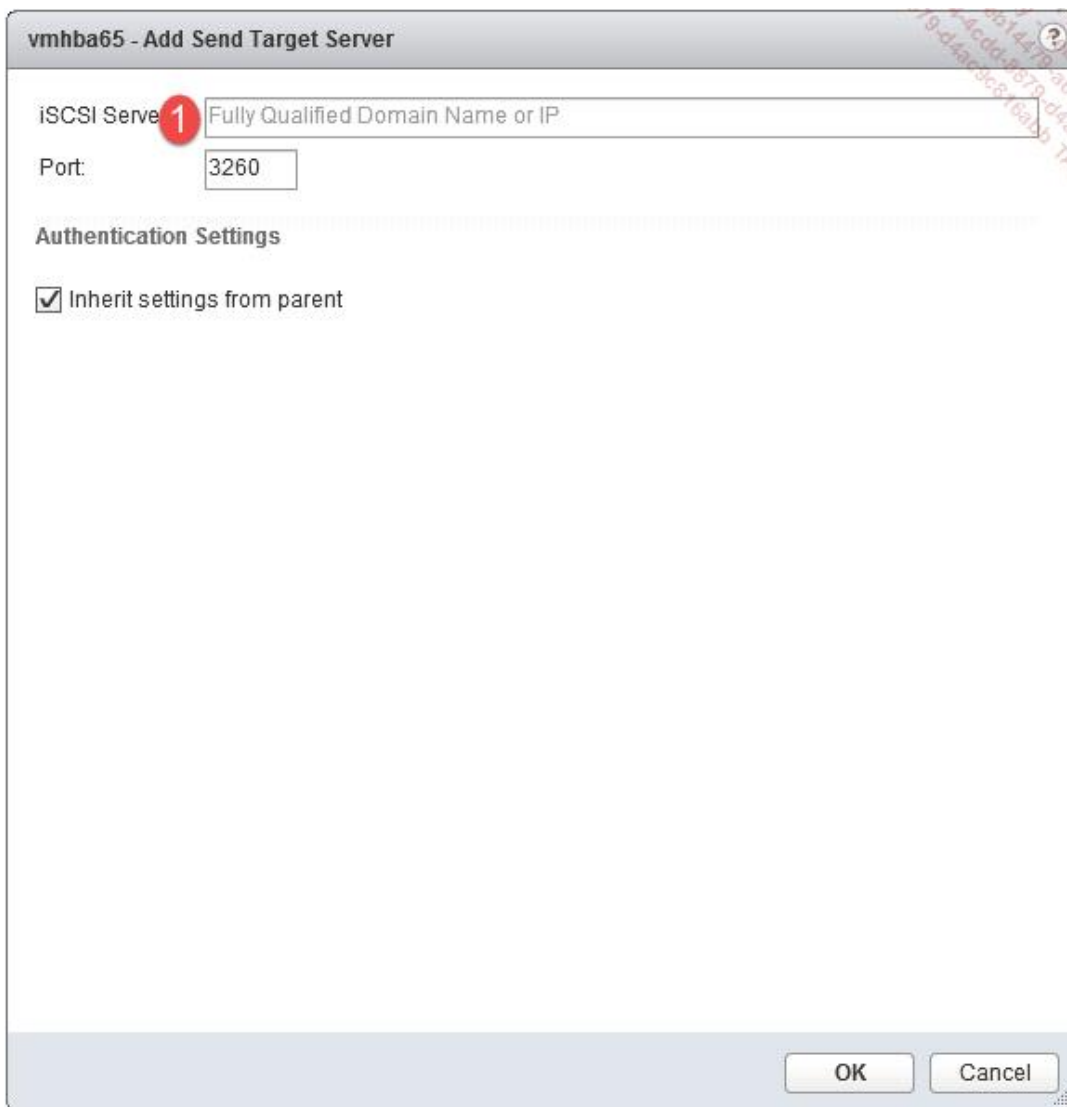 vmhba65 - Add Send Target Server
?
iSCSI Serve 1 Fully Qualified Domain Name or IP
Port: 3260
Authentication Settings
Inherit settings from parent
OK Cancel